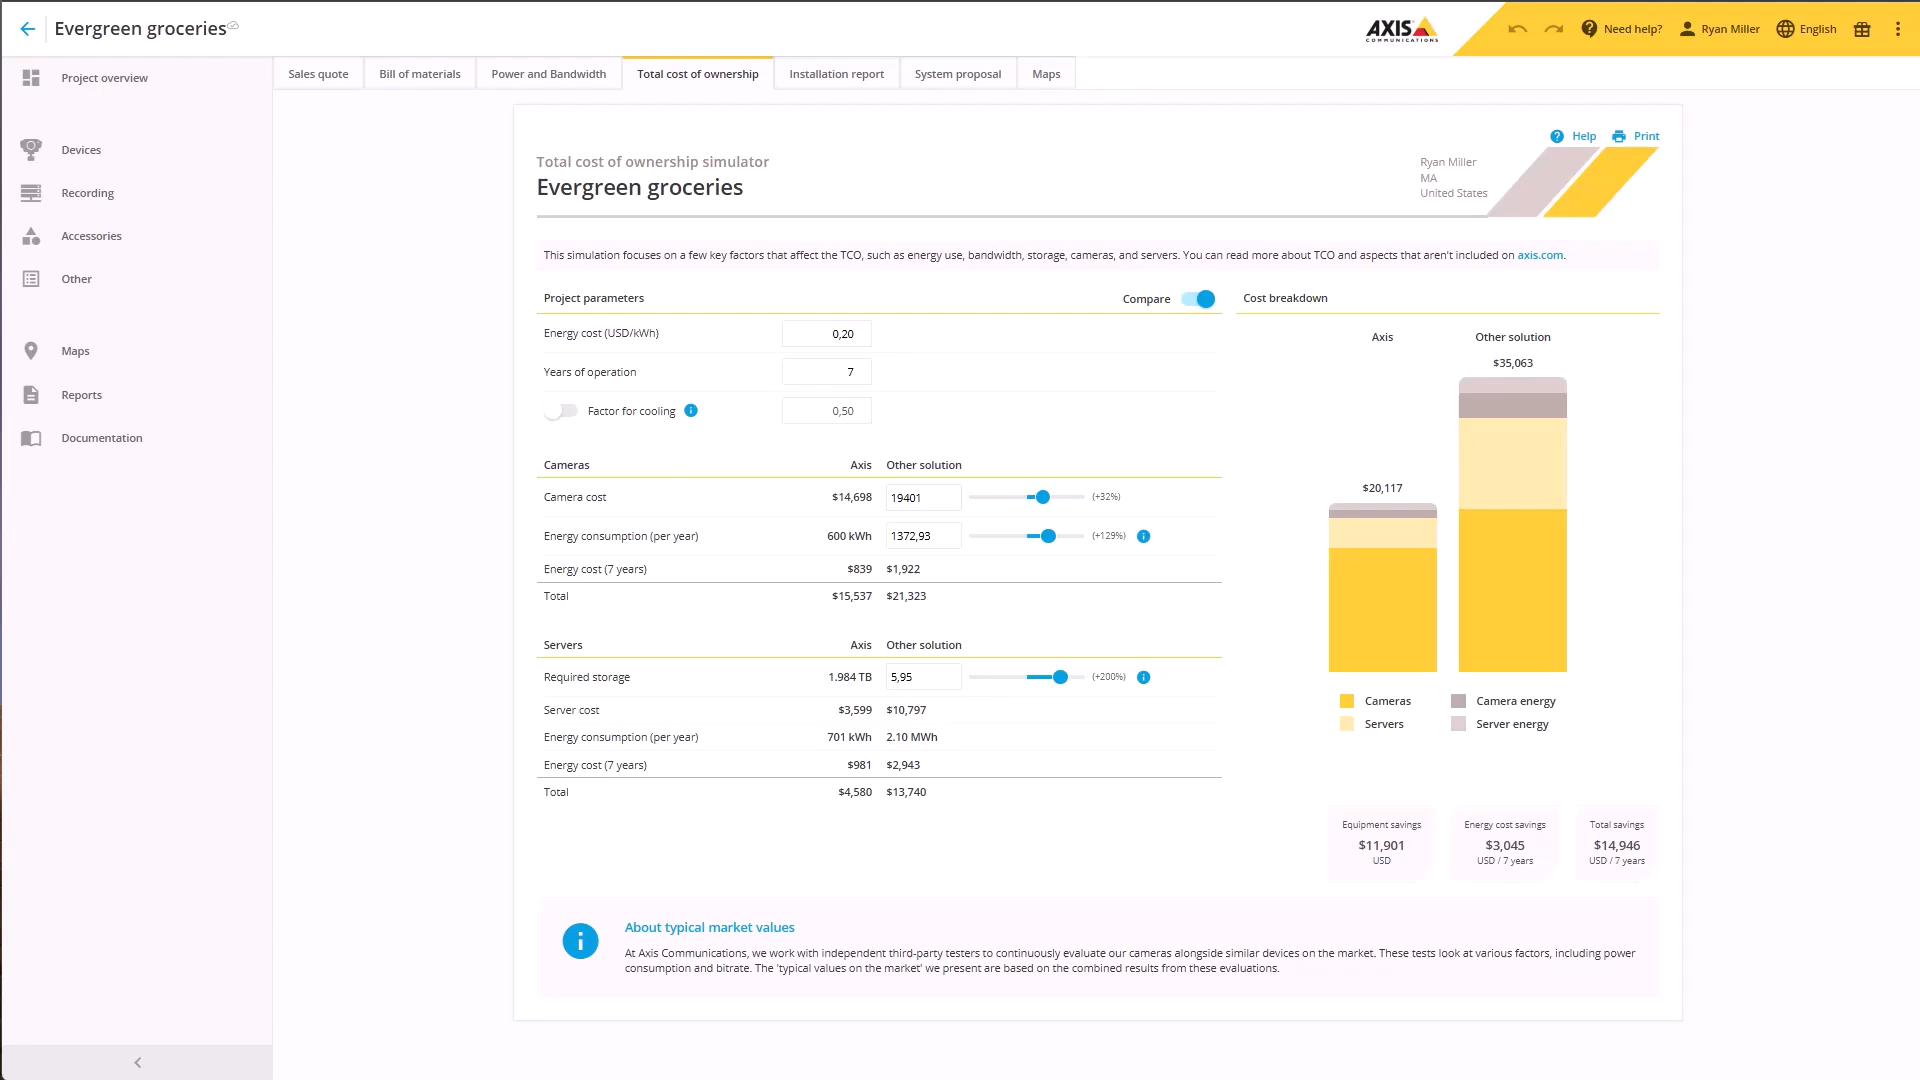 Evergreen groceries
AXIS
COMMUNICATIONS
Need help?
Ryan Miller
English
Project overview
Devices
Recording
Accessories
Other
Maps
Reports
Documentation
Sales quote
Bill of materials
Power and Bandwidth
Total cost of ownership
Installation report
System proposal
Maps
Help
Print
Total cost of ownership simulator
Evergreen groceries
Ryan Miller
MA
United States
This simulation focuses on a few key factors that affect the TCO, such as energy use, bandwidth, storage, cameras, and servers. You can read more about TCO and aspects that aren't included on axis.com.
Project parameters
Compare
Energy cost (USD/kWh) 0,20
Years of operation 7
Factor for cooling 0,50
Cameras Axis Other solution
Camera cost $14,698 19401 (+32%)
Energy consumption (per year) 600 kWh 1372,93 (+129%)
Energy cost (7 years) $839 $1,922
Total $15,537 $21,323
Servers Axis Other solution
Required storage 1.984 TB 5,95 (+200%)
Server cost $3,599 $10,797
Energy consumption (per year) 701 kWh 2.10 MWh
Energy cost (7 years) $981 $2,943
Total $4,580 $13,740
Cost breakdown
Axis Other solution
$35,063
$20,117
Cameras Camera energy
Servers Server energy
Equipment savings
$11,901
USD
Energy cost savings
$3,045
USD / 7 years
Total savings
$14,946
USD / 7 years
About typical market values
At Axis Communications, we work with independent third-party testers to continuously evaluate our cameras alongside similar devices on the market. These tests look at various factors, including power
consumption and bitrate. The 'typical values on the market' we present are based on the combined results from these evaluations.